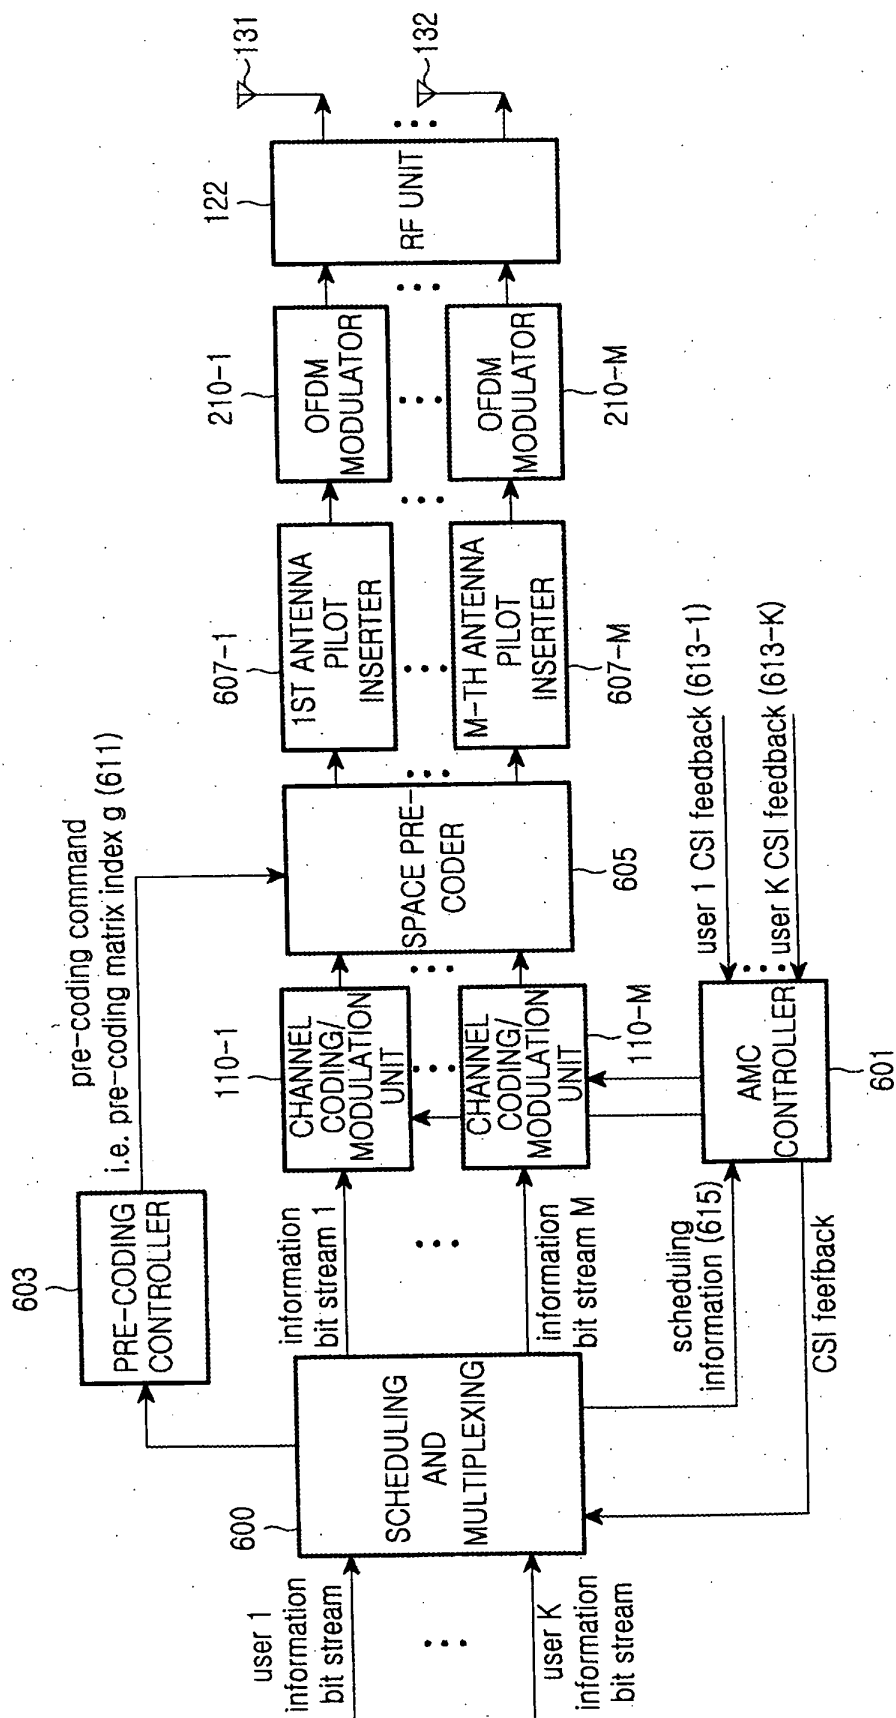 603
PRE-CODING
CONTROLLER
pre-coding command
i.e. pre-coding matrix index g (611)
user 1
information
bit stream
user K
information
bit stream
600
SCHEDULING
AND
MULTIPLEXING
information
bit stream 1
information
bit stream M
110-1
CHANNEL
CODING/
MODULATION
UNIT
CHANNEL
CODING/
MODULATION
UNIT
110-M
SPACE PRE-
CODER
605
607-1
1ST ANTENNA
PILOT
INSERTER
M-TH ANTENNA
PILOT
INSERTER
607-M
210-1
OFDM
MODULATOR
OFDM
MODULATOR
210-M
122
RF UNIT
131
132
scheduling
information (615)
CSI feefback
AMC
CONTROLLER
601
user 1 CSI feedback (613-1)
user K CSI feedback (613-K)